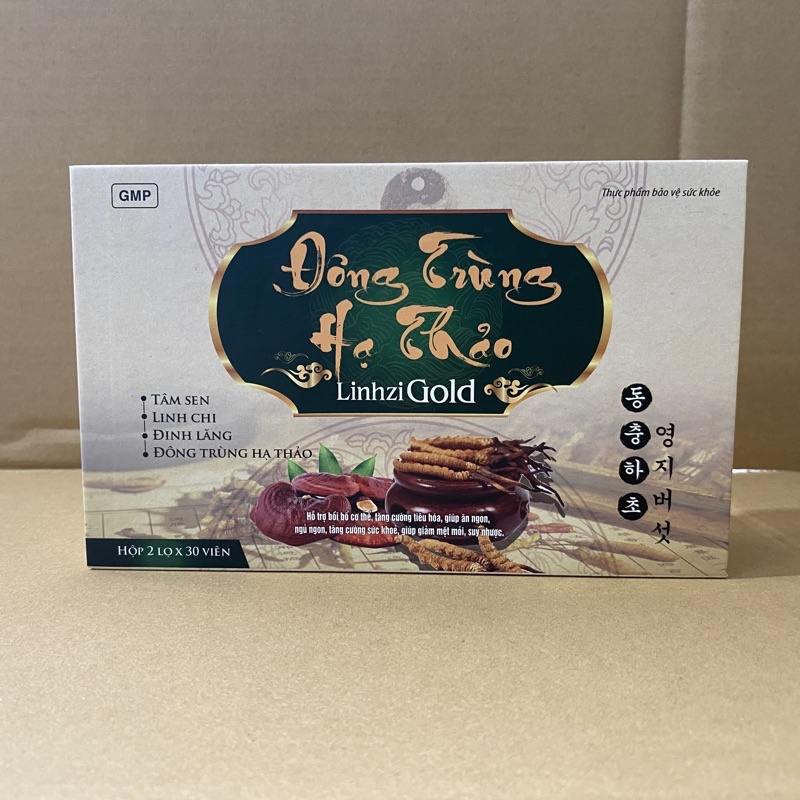 GMP
Thực phẩm bảo vệ sức khỏe
Đông Trùng
Hạ Thảo
Linhzi Gold
TÂM SEN
LINH CHI
ĐINH LĂNG
ĐÔNG TRÙNG HẠ THẢO
동충하초
영지버섯
Hỗ trợ bồi bổ cơ thể, tăng cường tiêu hóa, giúp ăn ngon,
ngủ ngon, tăng cường sức khoẻ, giúp giảm mệt mỏi, suy nhược.
HỘP 2 LỌ X 30 VIÊN